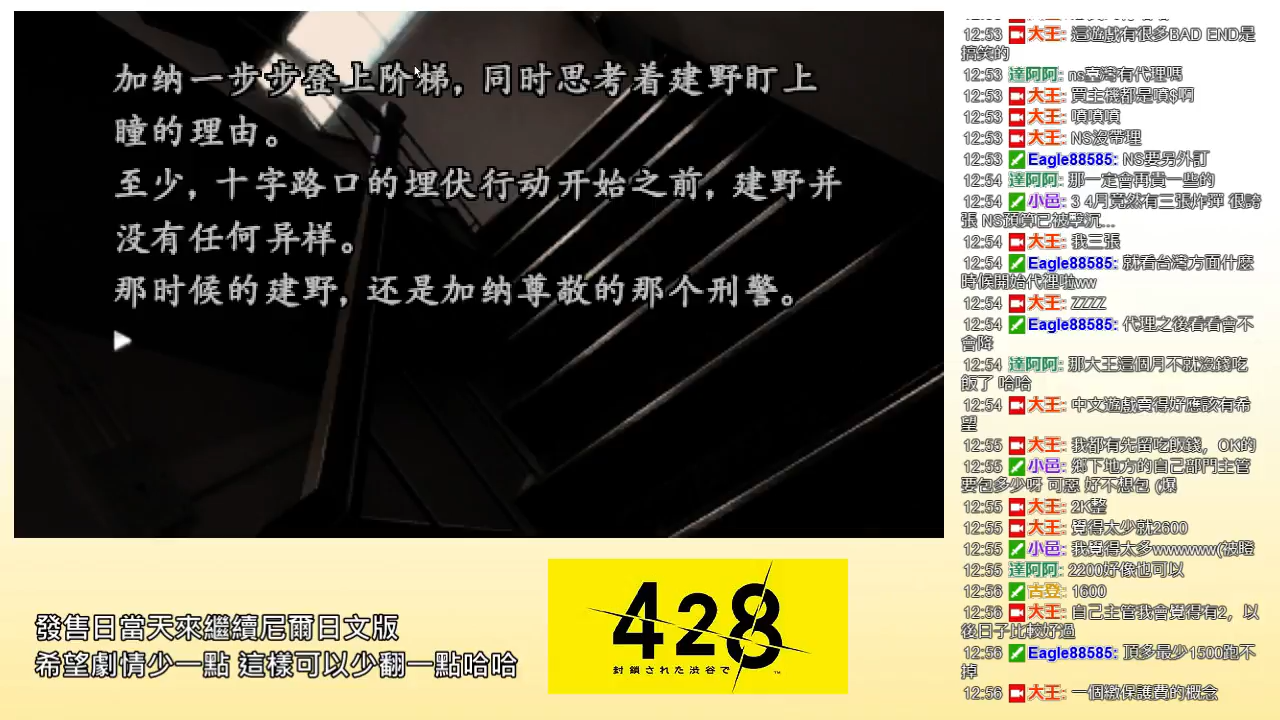 加纳一步步登上阶梯, 同时思考着建野盯上
瞳的理由。
至少, 十字路口的埋伏行动开始之前, 建野并
没有任何异样。
那时候的建野, 还是加纳尊敬的那个刑警。
發售日當天來繼續尼爾日文版
希望劇情少一點 這樣可以少翻一點哈哈
428
封鎖された渋谷で
TM
12:53 大王: 這遊戲有很多BAD END是
搞笑的
12:53 達阿阿: ns臺灣有代理嗎
12:53 大王: 買主機都是噴$啊
12:53 大王: 噴噴噴
12:53 大王: NS沒帶理
12:53 Eagle88585: NS要另外訂
12:54 達阿阿: 那一定會再貴一些的
12:54 小邑: 3 4月竟然有三張炸彈 很誇
張 NS預算已被擊沉...
12:54 大王: 我三張
12:54 Eagle88585: 就看台灣方面什麼
時候開始代裡啦ww
12:54 大王: ZZZZ
12:54 Eagle88585: 代理之後看看會不
會降
12:54 達阿阿: 那大王這個月不就沒錢吃
飯了 哈哈
12:54 大王: 中文遊戲賣得好應該有希
望
12:55 大王: 我都有先留吃飯錢，OK的
12:55 小邑: 鄉下地方的自己部門主管
要包多少呀 可惡 好不想包 (爆
12:55 大王: 2K整
12:55 大王: 覺得太少就2600
12:55 小邑: 我覺得太多wwwwww(被瞪
12:55 達阿阿: 2200好像也可以
12:56 古登: 1600
12:56 大王: 自己主管我會覺得有2，以
後日子比較好過
12:56 Eagle88585: 頂多最少1500跑不
掉
12:56 大王: 一個繳保護費的概念